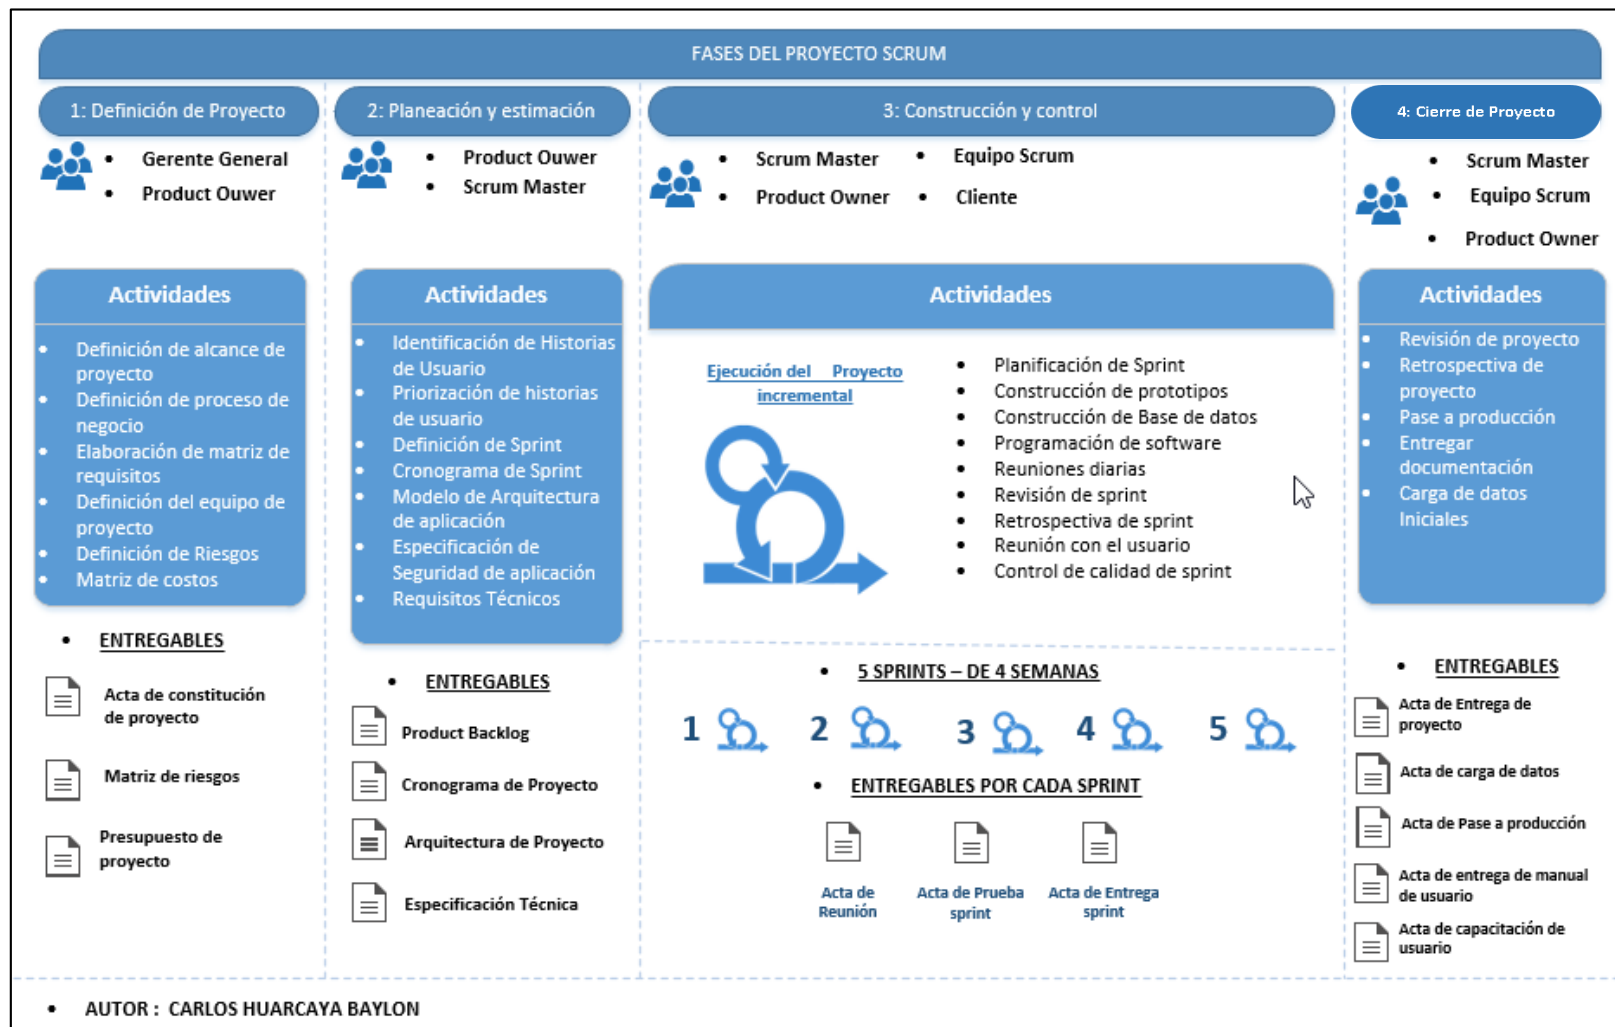 FASES DEL PROYECTO SCRUM
1: Definición de Proyecto
• Gerente General
• Product Ouwer
Actividades
• Definición de alcance de
proyecto
• Definición de proceso de
negocio
• Elaboración de matriz de
requisitos
• Definición del equipo de
proyecto
• Definición de Riesgos
• Matriz de costos
• ENTREGABLES
Acta de constitución
de proyecto
Matriz de riesgos
Presupuesto de
proyecto
2: Planeación y estimación
• Product Ouwer
• Scrum Master
Actividades
• Identificación de Historias
de Usuario
• Priorización de historias
de usuario
• Definición de Sprint
• Cronograma de Sprint
• Modelo de Arquitectura
de aplicación
• Especificación de
Seguridad de aplicación
• Requisitos Técnicos
• ENTREGABLES
Product Backlog
Cronograma de Proyecto
Arquitectura de Proyecto
Especificación Técnica
3: Construcción y control
• Scrum Master
• Equipo Scrum
• Product Owner
• Cliente
Actividades
Ejecución del Proyecto
incremental
• Planificación de Sprint
• Construcción de prototipos
• Construcción de Base de datos
• Programación de software
• Reuniones diarias
• Revisión de sprint
• Retrospectiva de sprint
• Reunión con el usuario
• Control de calidad de sprint
• 5 SPRINTS – DE 4 SEMANAS
1 2 3 4 5
• ENTREGABLES POR CADA SPRINT
Acta de
Reunión
Acta de Prueba
sprint
Acta de Entrega
sprint
4: Cierre de Proyecto
• Scrum Master
• Equipo Scrum
• Product Owner
Actividades
• Revisión de proyecto
• Retrospectiva de
proyecto
• Pase a producción
• Entregar
documentación
• Carga de datos
Iniciales
• ENTREGABLES
Acta de Entrega de
proyecto
Acta de carga de datos
Acta de Pase a producción
Acta de entrega de manual
de usuario
Acta de capacitación de
usuario
• AUTOR : CARLOS HUARCAYA BAYLON